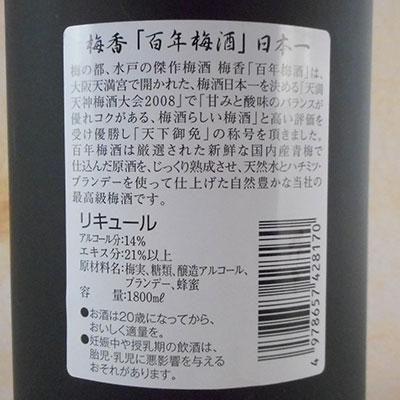 梅香「百年梅酒」日本一
梅の都、水戸の傑作梅酒 梅香「百年梅酒」は、
大阪天満宮で開かれた、梅酒日本一を決める「天満
天神梅酒大会2008」で「甘みと酸味のバランスが
優れコクがある、梅酒らしい梅酒」と高い評価を
受け優勝し「天下御免」の称号を頂きました。
百年梅酒は厳選された新鮮な国内産青梅で
仕込んだ原酒を、じっくり熟成させ、天然水とハチミツ・
ブランデーを使って仕上げた自然豊かな当社の
最高級梅酒です。
リキュール
アルコール分:14%
エキス分:21%以上
原材料名:梅実、糖類、醸造アルコール、
ブランデー、蜂蜜
容　量:1800mℓ
●お酒は20歳になってから、
おいしく適量を。
●妊娠中や授乳期の飲酒は、
胎児・乳児に悪影響を与える
おそれがあります。
4 978657 428170